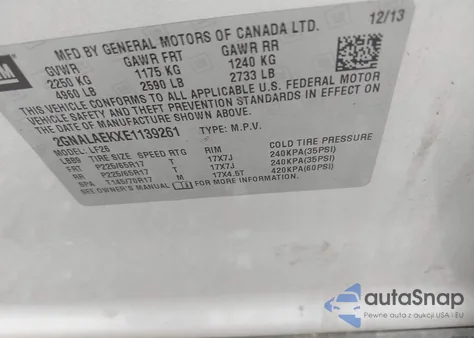 GM
12/13
MFD BY GENERAL MOTORS OF CANADA LTD.
GVWR GAWR FRT GAWR RR
2250 KG 1175 KG 1240 KG
4960 LB 2590 LB 2733 LB
THIS VEHICLE CONFORMS TO ALL APPLICABLE U.S. FEDERAL MOTOR
VEHICLE SAFETY AND THEFT PREVENTION STANDARDS IN EFFECT ON THE
DATE OF MANUFACTURE SHOWN ABOVE.
2GNALAEKXE1139261 TYPE: M.P.V.
MODEL: LF26
LBB9 TIRE SIZE SPEED RTG RIM COLD TIRE PRESSURE
FRT P225/65R17 T 17X7J 240KPA(35PSI)
RR P225/65R17 T 17X7J 240KPA(35PSI)
SPA T145/70R17 M 17X4.5T 420KPA(60PSI)
SEE OWNER'S MANUAL FOR MORE INFORMATION.
autoSnap
Pewne auta z aukcji USA i EU